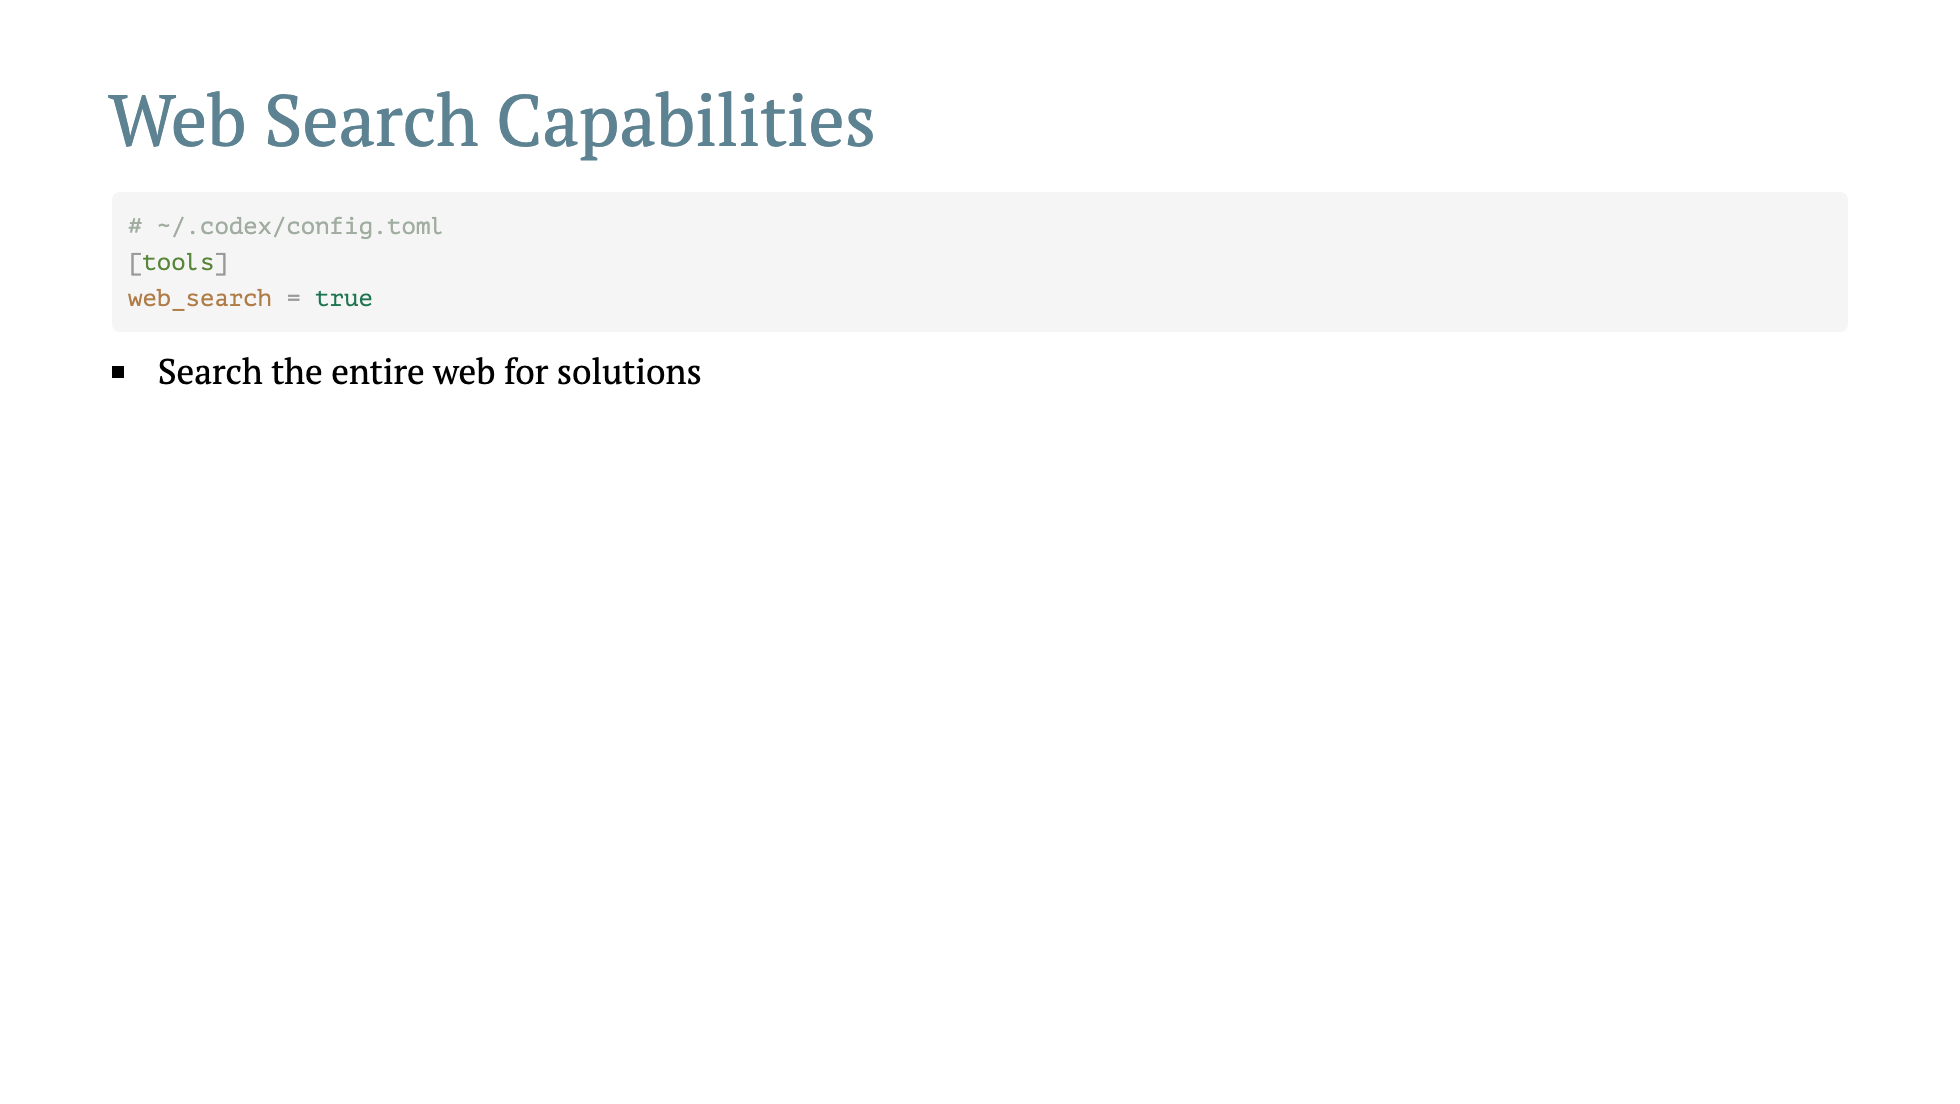 Web Search Capabilities
# ~/.codex/config.toml
[tools]
web_search = true
▪ Search the entire web for solutions